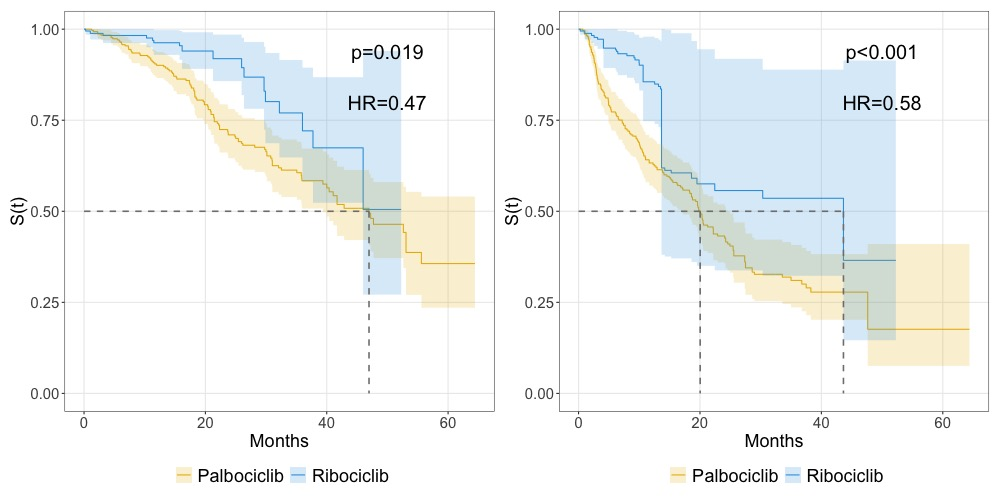 1.00
0.75
0.50
0.25
0.00
S(t)
p=0.019
HR=0.47
0 20 40 60
Months
Palbociclib Ribociclib
1.00
0.75
0.50
0.25
0.00
S(t)
p<0.001
HR=0.58
0 20 40 60
Months
Palbociclib Ribociclib